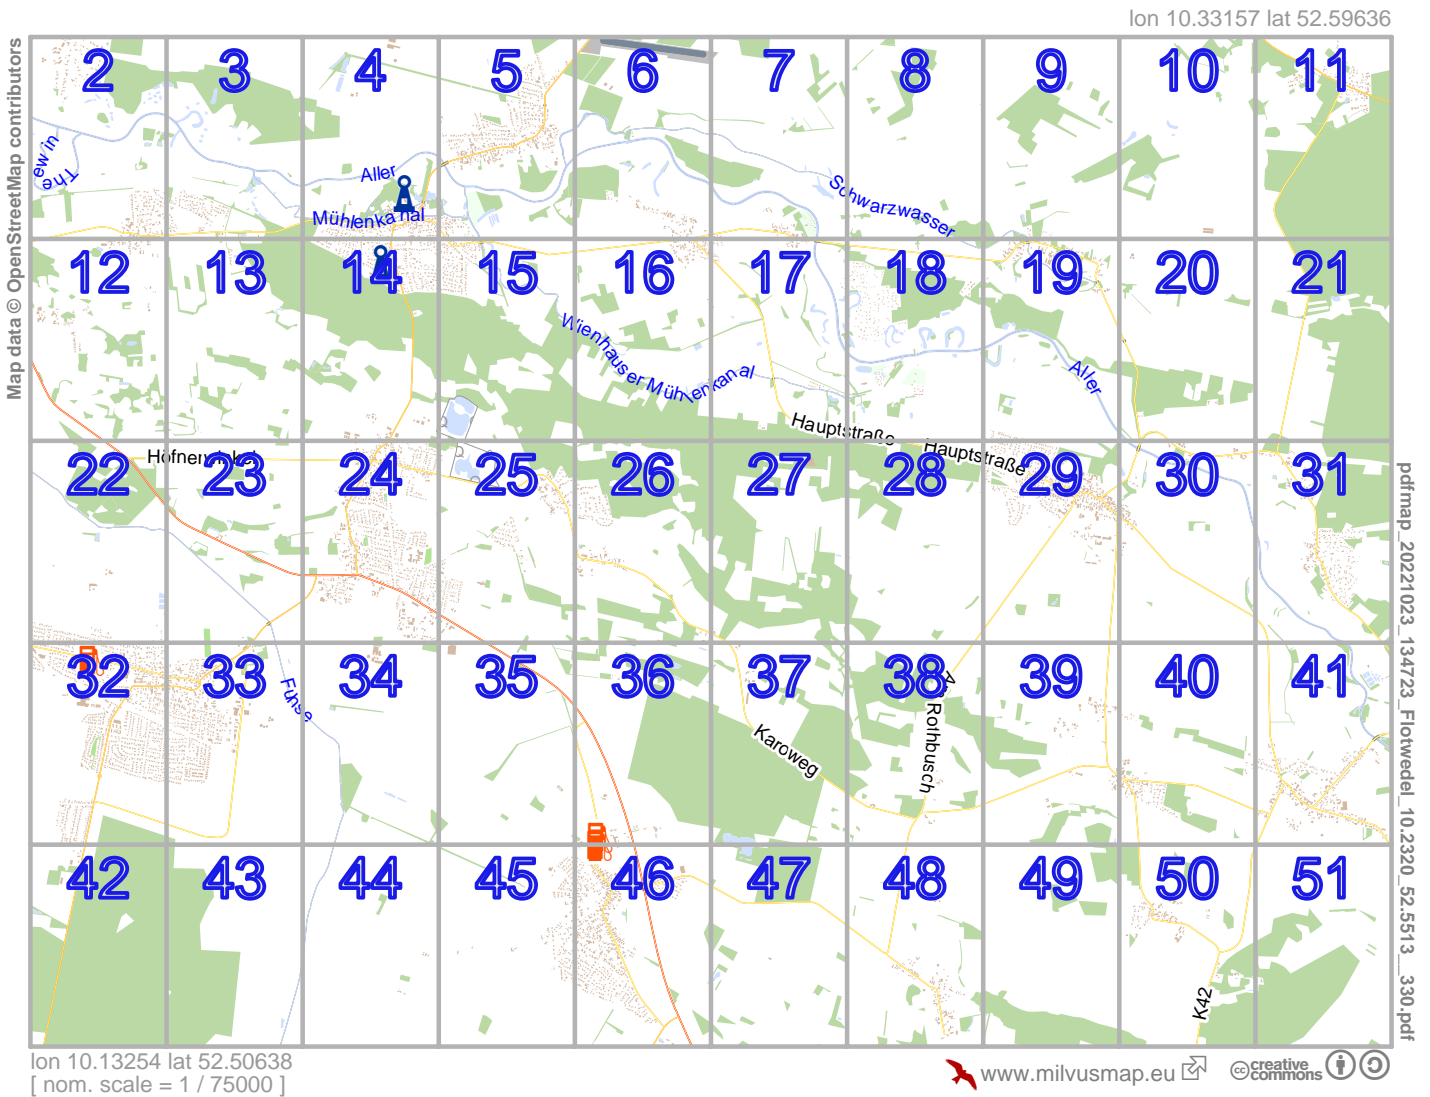 lon 10.33157 lat 52.59636
Map data © OpenStreetMap contributors
2 3 4 5 6 7 8 9 10 11
Aller
Mühlenkanal
Schwarzwasser
12 13 14 15 16 17 18 19 20 21
Wienhauser Mühlenkanal
Aller
Hauptstraße
Hauptstraße
Höfnerwinkel
22 23 24 25 26 27 28 29 30 31
32 33 34 35 36 37 38 39 40 41
Fuhse
Rothbusch
Karoweg
42 43 44 45 46 47 48 49 50 51
K42
pdfmap_20221023_134723_Flotwedel_10.2320_52.5513__330.pdf
lon 10.13254 lat 52.50638
[ nom. scale = 1 / 75000 ]
www.milvusmap.eu
cc creative commons